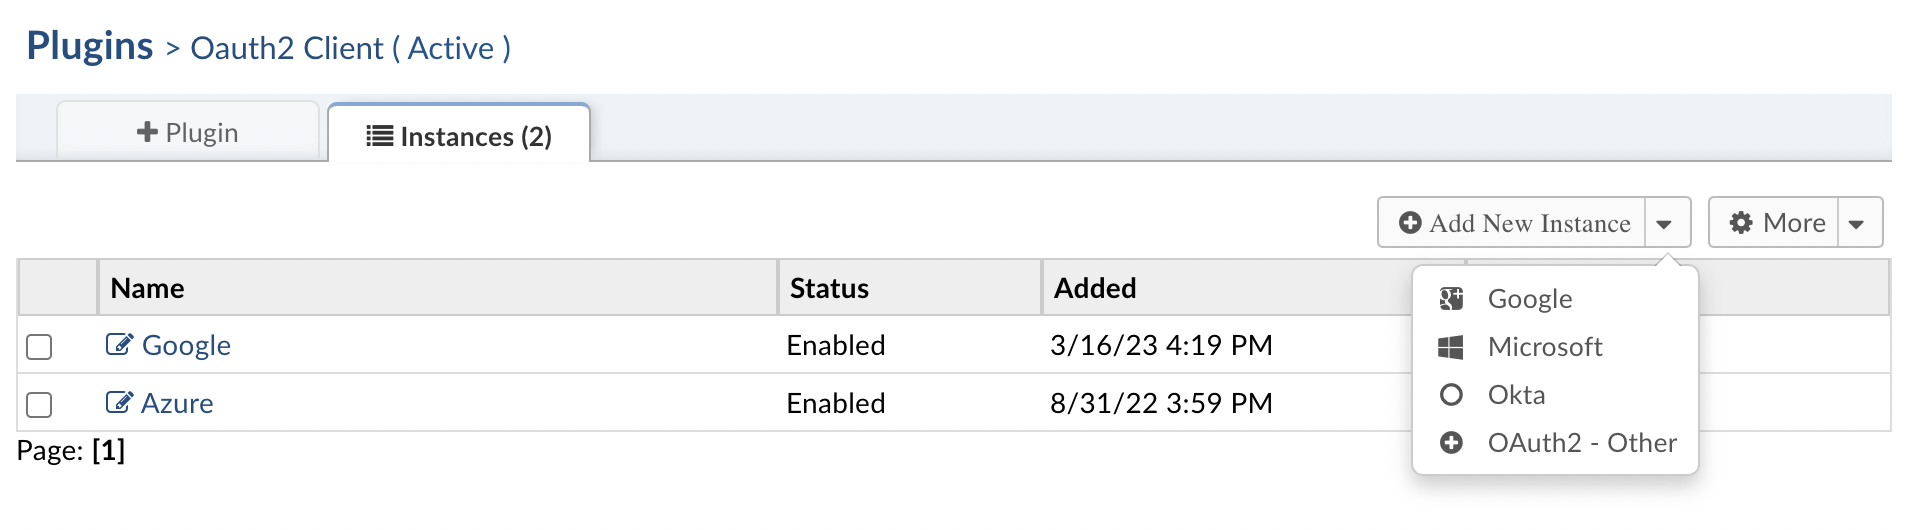 Plugins > Oauth2 Client ( Active )
Plugin Instances (2)
Add New Instance More
Name Status Added
Google
Google Enabled 3/16/23 4:19 PM
Microsoft
Okta
Azure Enabled 8/31/22 3:59 PM
OAuth2 - Other
Page: [1]